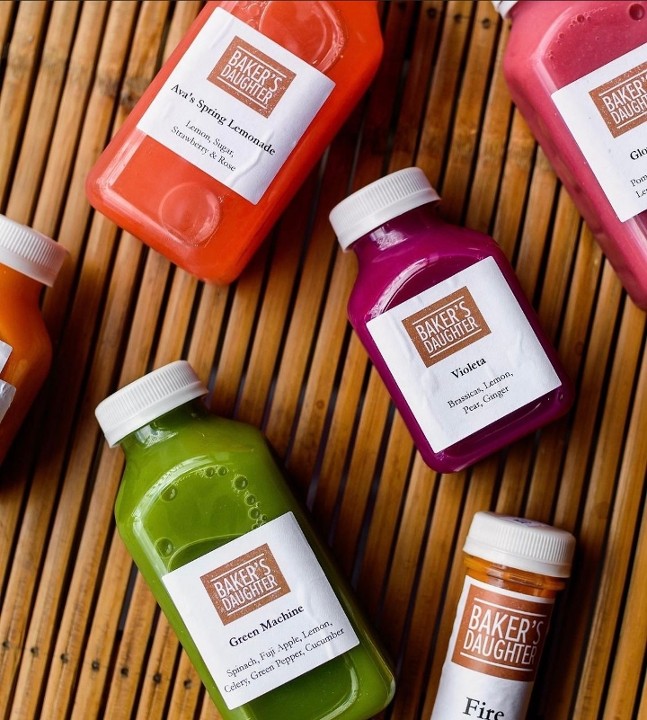 BAKER'S
DAUGHTER
Ava's Spring Lemonade
Lemon, Sugar,
Strawberry & Rose
BAKER'S
DAUGHTER
BAKER'S
DAUGHTER
Violeta
Brassicas, Lemon,
Pear, Ginger
BAKER'S
DAUGHTER
Green Machine
Spinach, Fuji Apple, Lemon,
Celery, Green Pepper, Cucumber
BAKER'S
DAUGHTER
Fire